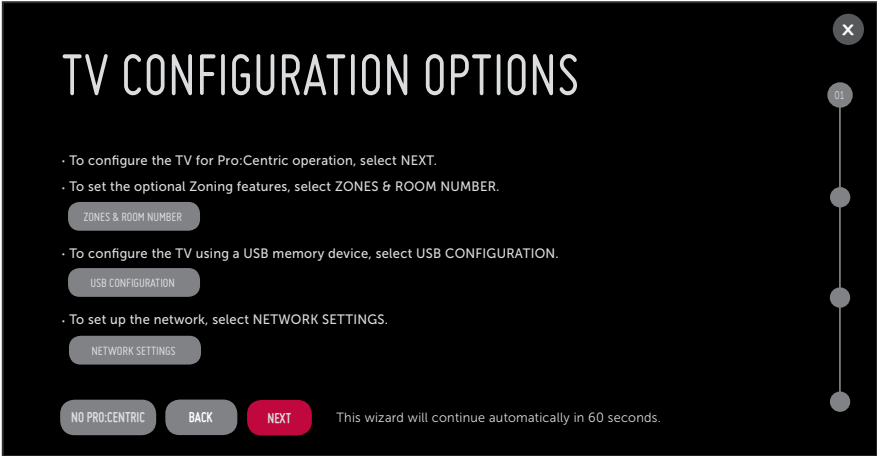 X
TV CONFIGURATION OPTIONS
01
· To configure the TV for Pro:Centric operation, select NEXT.
· To set the optional Zoning features, select ZONES & ROOM NUMBER.
ZONES & ROOM NUMBER
· To configure the TV using a USB memory device, select USB CONFIGURATION.
USB CONFIGURATION
· To set up the network, select NETWORK SETTINGS.
NETWORK SETTINGS
NO PRO:CENTRIC BACK NEXT This wizard will continue automatically in 60 seconds.